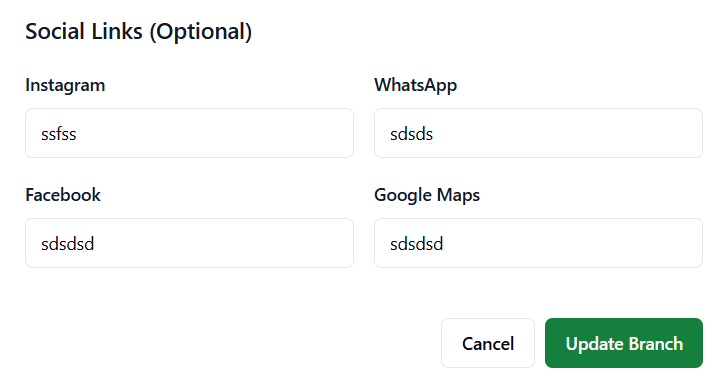 Social Links (Optional)
Instagram
WhatsApp
ssfss
sdsds
Facebook
Google Maps
sdsdsd
sdsdsd
Cancel
Update Branch